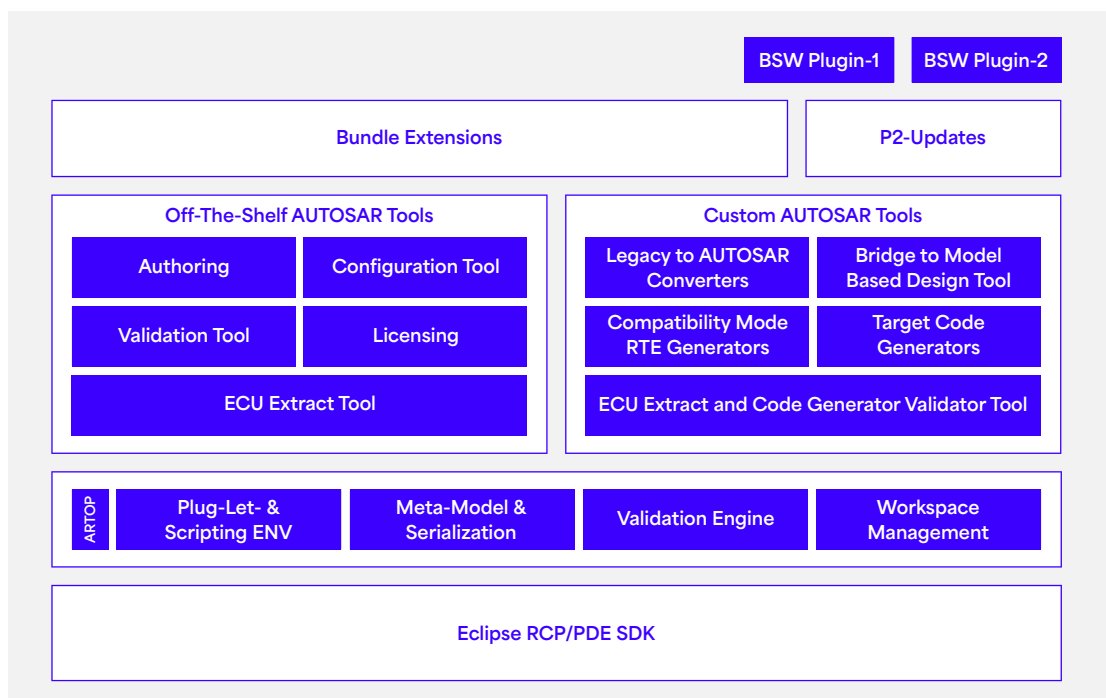 BSW Plugin-1
BSW Plugin-2
Bundle Extensions
P2-Updates
Off-The-Shelf AUTOSAR Tools
Authoring
Configuration Tool
Validation Tool
Licensing
ECU Extract Tool
Custom AUTOSAR Tools
Legacy to AUTOSAR
Converters
Bridge to Model
Based Design Tool
Compatibility Mode
RTE Generators
Target Code
Generators
ECU Extract and Code Generator Validator Tool
ARTOP
Plug-Let- &
Scripting ENV
Meta-Model &
Serialization
Validation Engine
Workspace
Management
Eclipse RCP/PDE SDK